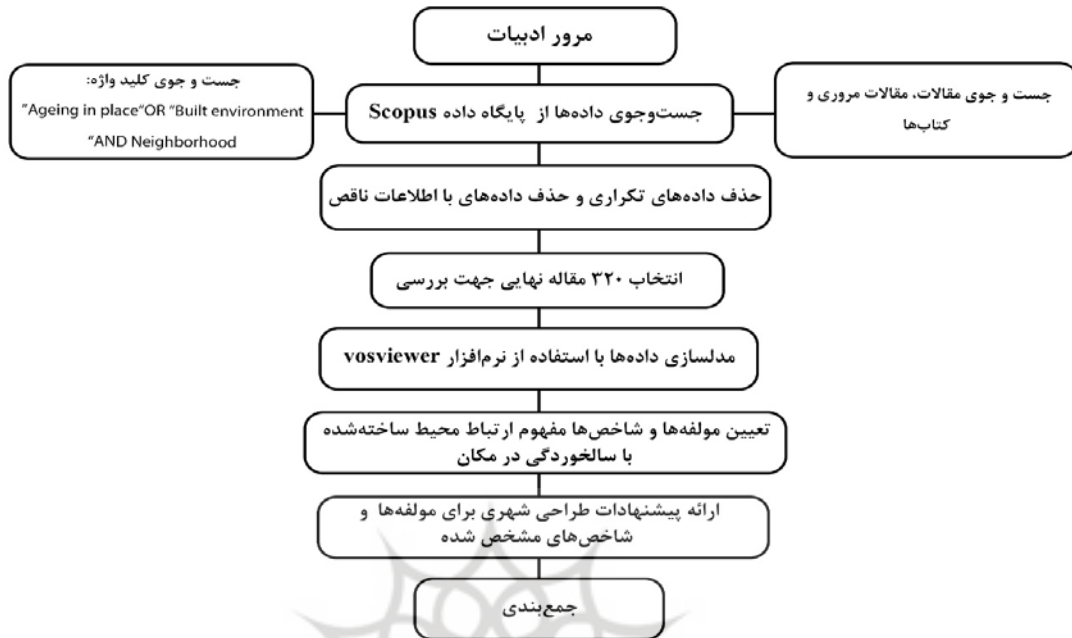 مرور ادبیات
جست و جوی مقالات، مقالات مروری و
کتاب‌ها
جست‌وجوی داده‌ها از پایگاه داده Scopus
جست و جوی کلید واژه:
"Ageing in place"OR "Built environment
"AND Neighborhood
حذف داده‌های تکراری و حذف داده‌های با اطلاعات ناقص
انتخاب ۳۲۰ مقاله نهایی جهت بررسی
مدلسازی داده‌ها با استفاده از نرم‌افزار vosviewer
تعیین مولفه‌ها و شاخص‌ها مفهوم ارتباط محیط ساخته‌شده
با سالخوردگی در مکان
ارائه پیشنهادات طراحی شهری برای مولفه‌ها و
شاخص‌های مشخص شده
جمع‌بندی